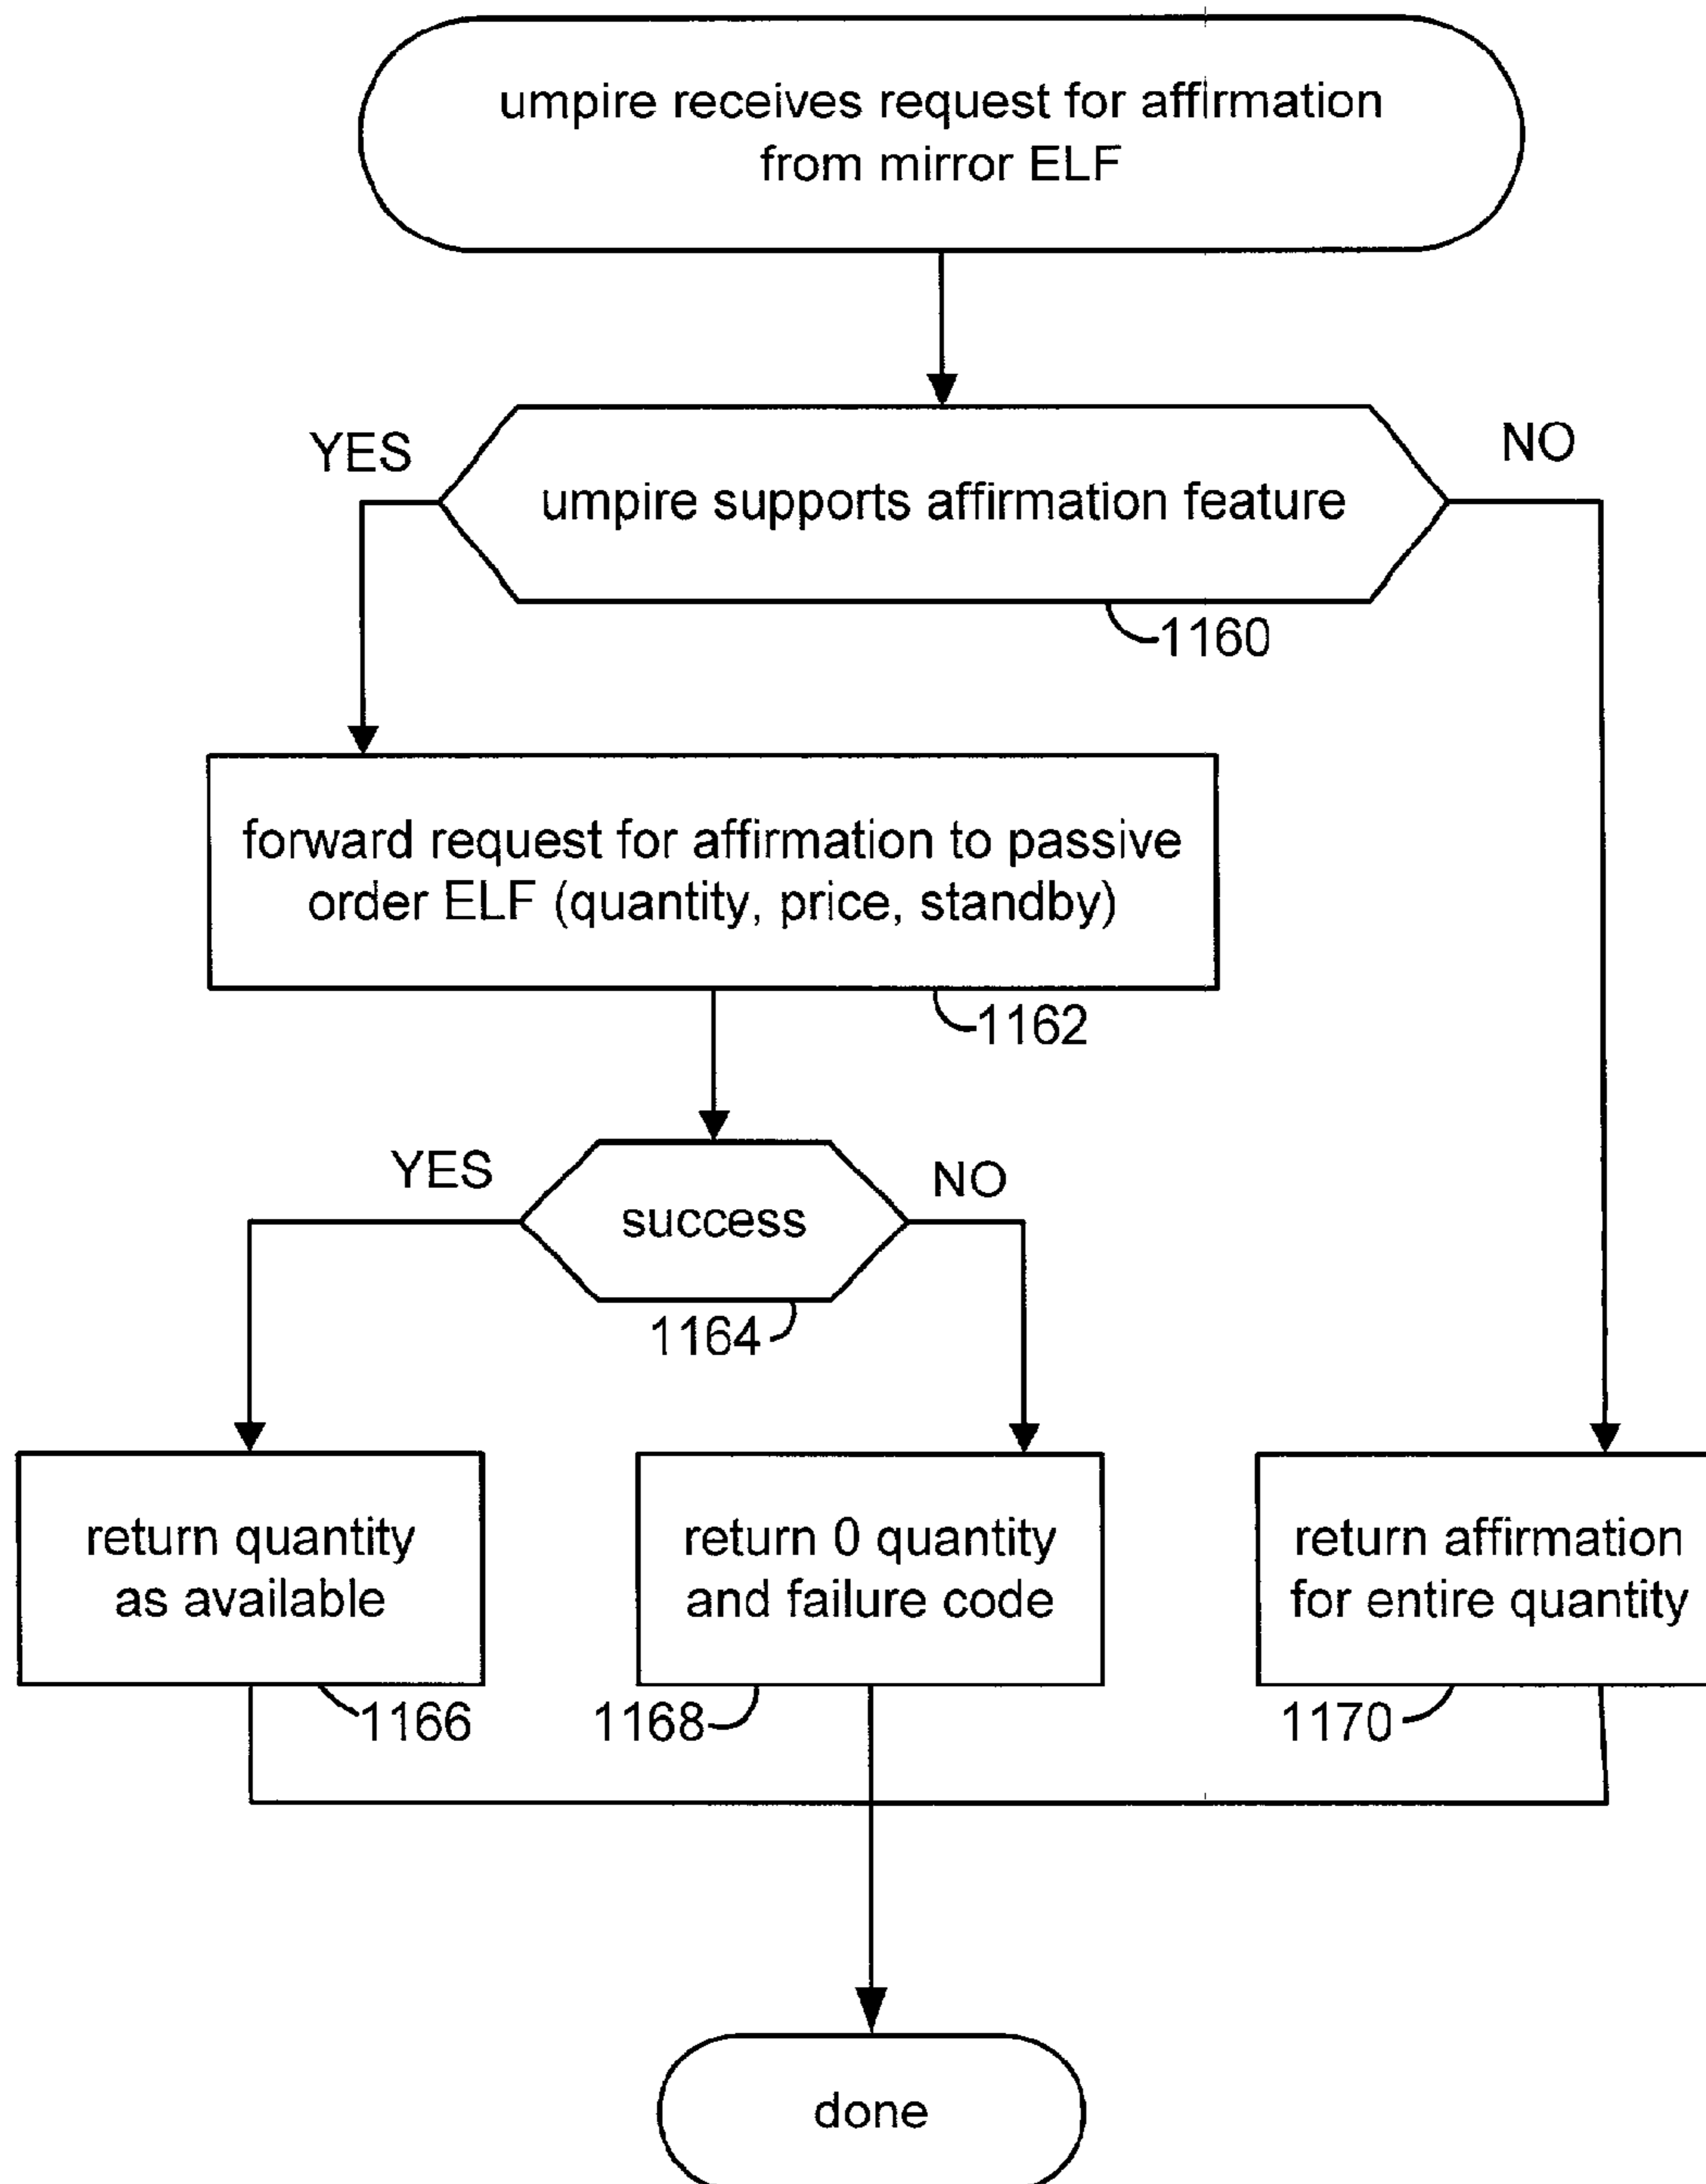 umpire receives request for affirmation
from mirror ELF
YES
NO
umpire supports affirmation feature
1160
forward request for affirmation to passive
order ELF (quantity, price, standby)
1162
YES
NO
success
1164
return quantity
as available
return 0 quantity
and failure code
return affirmation
for entire quantity
1166
1168
1170
done